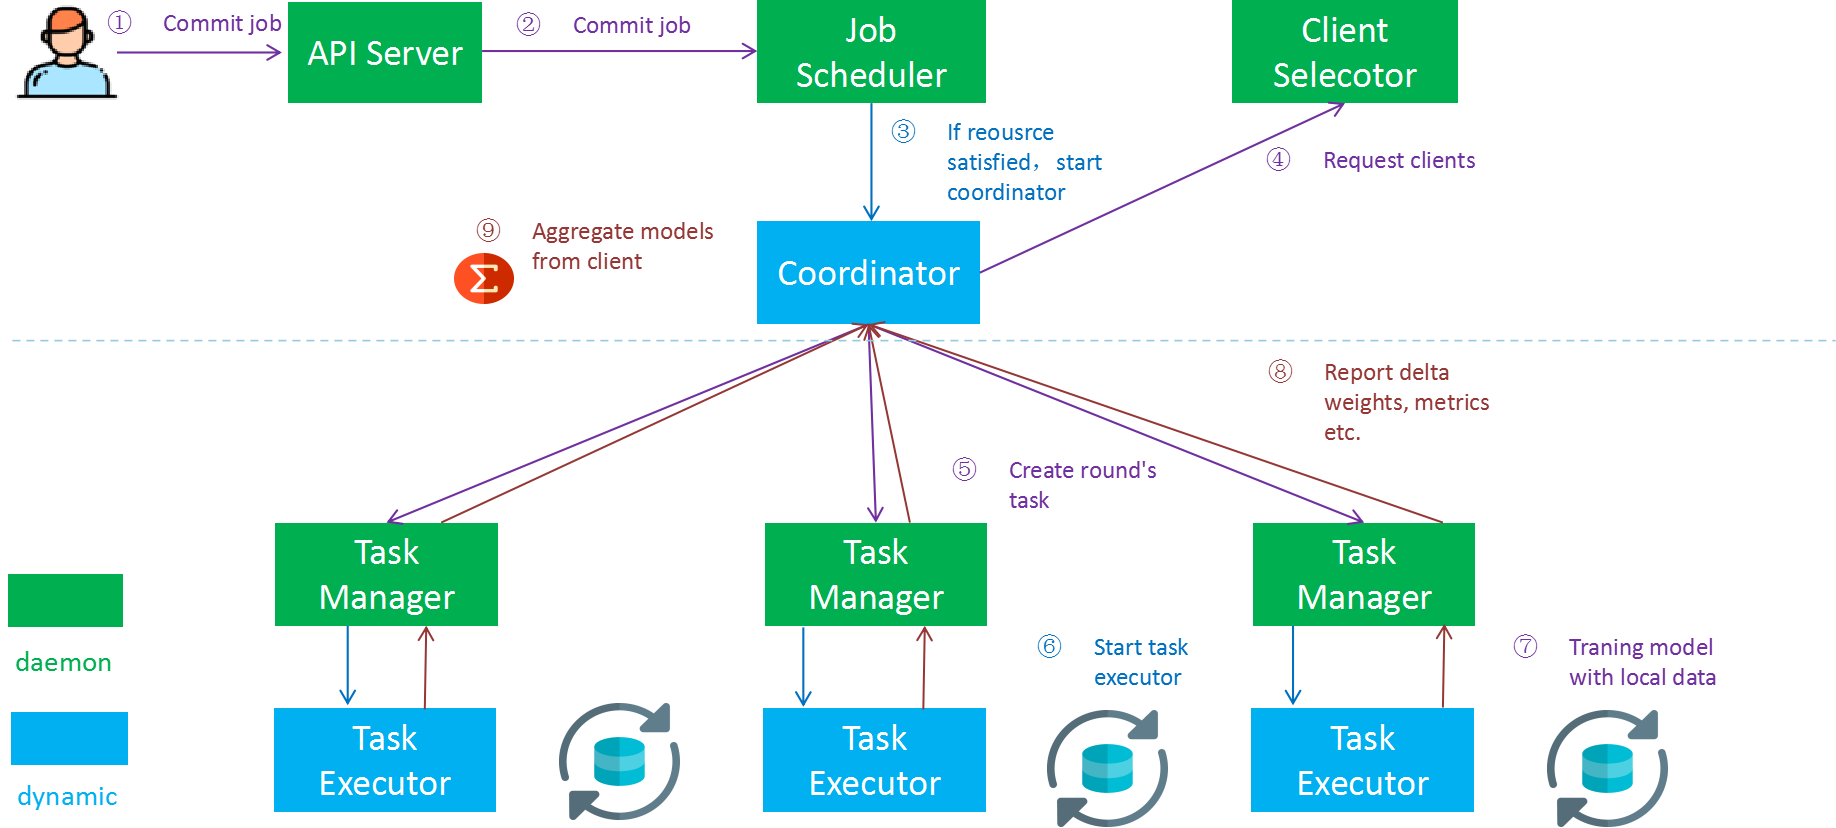 ① Commit job
API Server
② Commit job
Job
Scheduler
Client
Selecotor
③ If reousrce
satisfied，start
coordinator
④ Request clients
⑨ Aggregate models
from client
Σ
Coordinator
⑧ Report delta
weights, metrics
etc.
⑤ Create round's
task
Task
Manager
Task
Manager
Task
Manager
daemon
⑥ Start task
executor
⑦ Traning model
with local data
dynamic
Task
Executor
Task
Executor
Task
Executor